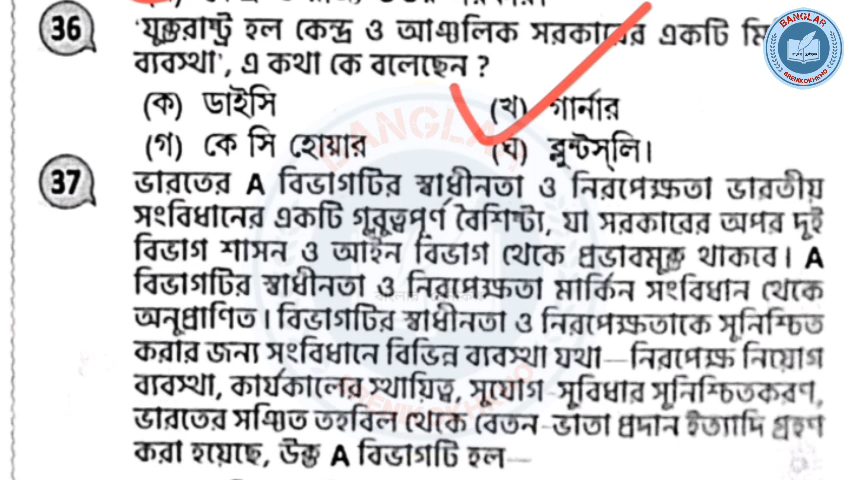 36 'যুক্তরাষ্ট্র হল কেন্দ্র ও আঞ্চলিক সরকারের একটি
ব্যবস্থা', এ কথা কে বলেছেন ?
(ক) ডাইসি (খ) গার্নার
(গ) কে সি হোয়ার (ঘ) ব্লুন্টস্‌লি।
37 ভারতের A বিভাগটির স্বাধীনতা ও নিরপেক্ষতা ভারতীয়
সংবিধানের একটি গুরুত্বপূর্ণ বৈশিষ্ট্য, যা সরকারের অপর দুই
বিভাগ শাসন ও আইন বিভাগ থেকে প্রভাবমুক্ত থাকবে। A
বিভাগটির স্বাধীনতা ও নিরপেক্ষতা মার্কিন সংবিধান থেকে
অনুপ্রাণিত। বিভাগটির স্বাধীনতা ও নিরপেক্ষতাকে সুনিশ্চিত
করার জন্য সংবিধানে বিভিন্ন ব্যবস্থা যথা—নিরপেক্ষ নিয়োগ
ব্যবস্থা, কার্যকালের স্থায়িত্ব, সুযোগ-সুবিধার সুনিশ্চিতকরণ,
ভারতের সঞ্চিত তহবিল থেকে বেতন-ভাতা প্রদান ইত্যাদি গ্রহণ
করা হয়েছে, উক্ত A বিভাগটি হল—
BANGLAR